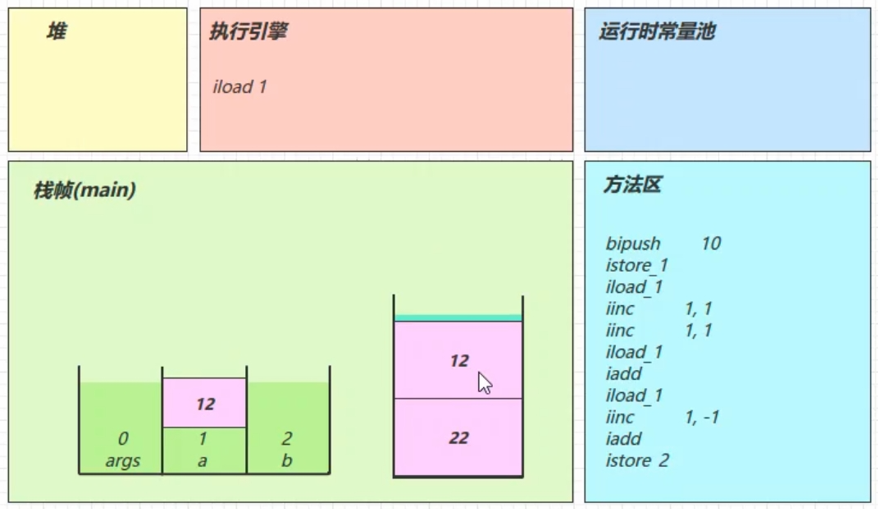 堆
执行引擎
iload 1
运行时常量池
栈帧(main)
12
0 1 2
args a b
12
22
方法区
bipush 10
istore_1
iload_1
iinc 1, 1
iinc 1, 1
iload_1
iadd
iload_1
iinc 1, -1
iadd
istore 2